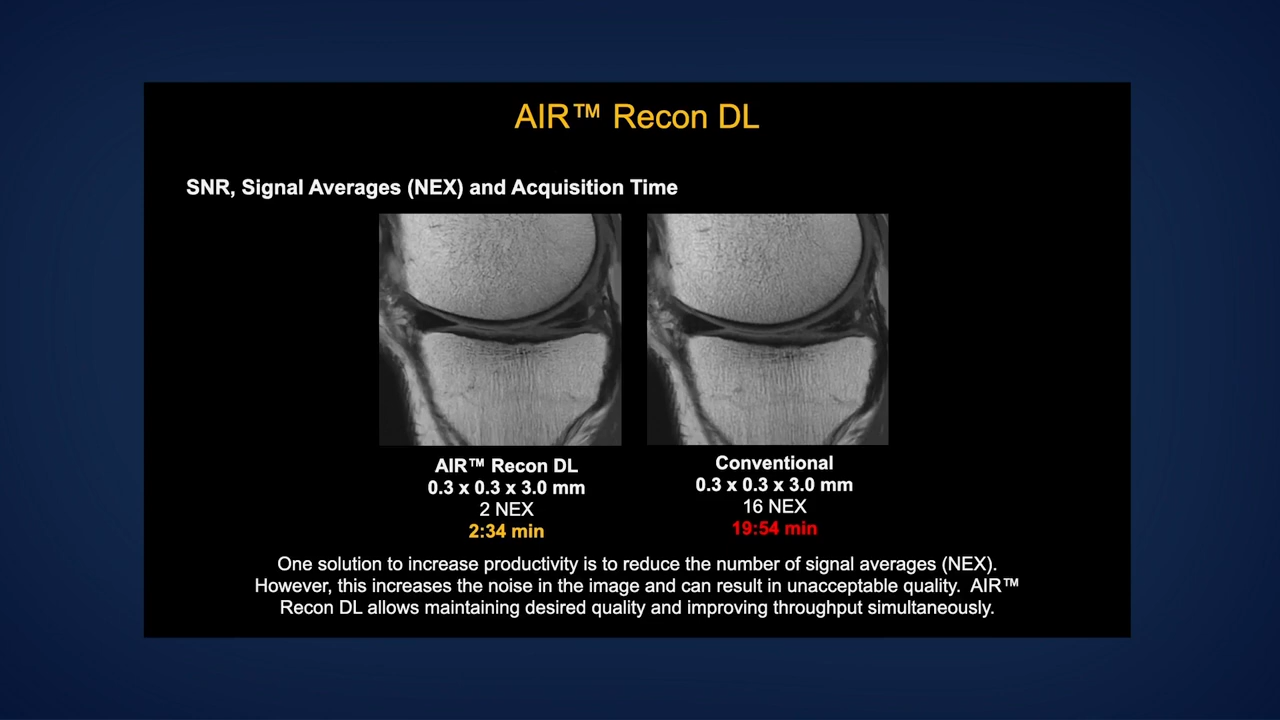 AIR™ Recon DL
SNR, Signal Averages (NEX) and Acquisition Time
AIR™ Recon DL
0.3 x 0.3 x 3.0 mm
2 NEX
2:34 min
Conventional
0.3 x 0.3 x 3.0 mm
16 NEX
19:54 min
One solution to increase productivity is to reduce the number of signal averages (NEX).
However, this increases the noise in the image and can result in unacceptable quality.  AIR™
Recon DL allows maintaining desired quality and improving throughput simultaneously.